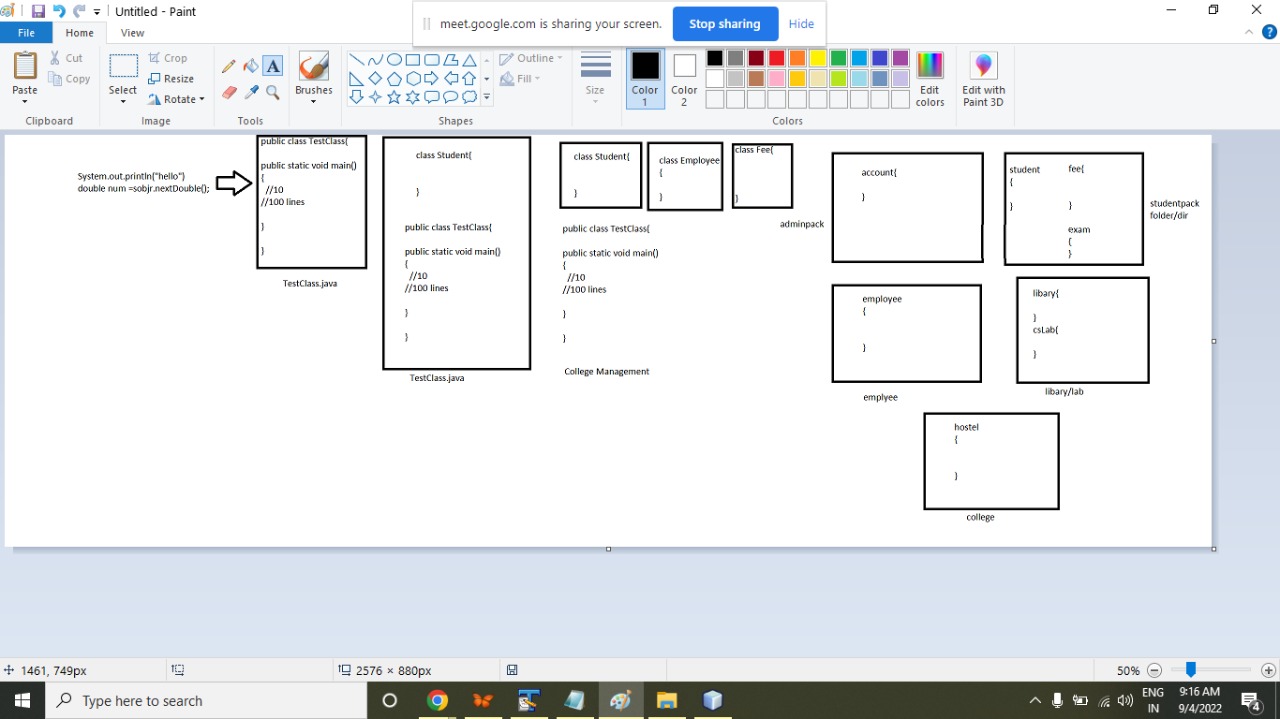 Untitled - Paint
meet.google.com is sharing your screen.
Stop sharing
Hide
File
Home
View
Paste
Cut
Copy
Clipboard
Select
Crop
Resize
Rotate
Image
A
Tools
Brushes
Outline
Fill
Shapes
Size
Color
1
Color
2
Edit
colors
Colors
Edit with
Paint 3D
System.out.println("hello")
double num =sobjr.nextDouble();
public class TestClass{
public static void main()
{
//10
//100 lines
}
}
TestClass.java
class Student{
}
public class TestClass{
public static void main()
{
//10
//100 lines
}
}
TestClass.java
class Student{
}
class Employee
{
}
class Fee{
}
public class TestClass{
public static void main()
{
//10
//100 lines
}
}
College Management
adminpack
account{
}
student
{
}
fee{
}
exam
{
}
studentpack
folder/dir
employee
{
}
emplyee
libary{
}
csLab{
}
libary/lab
hostel
{
}
college
1461, 749px
2576 × 880px
50%
Type here to search
ENG
IN
9:16 AM
9/4/2022
4